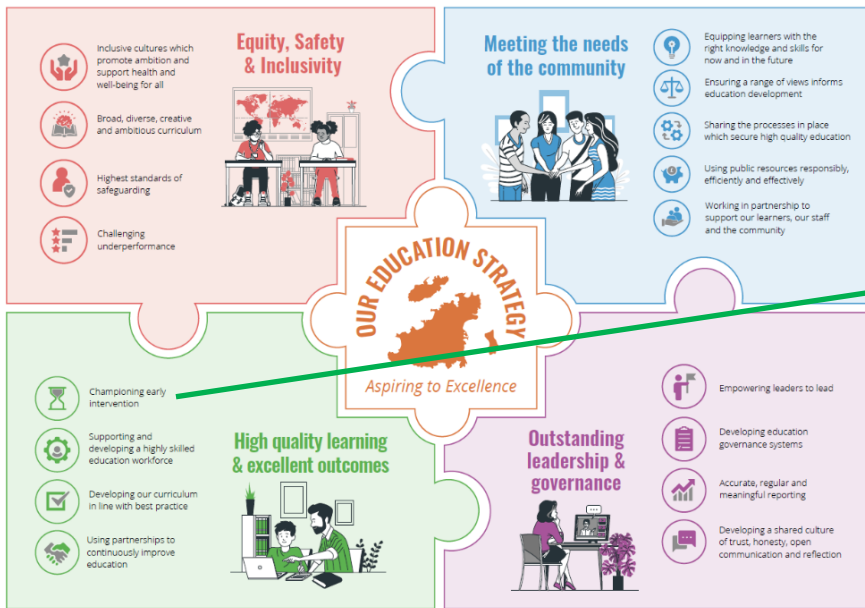 Equity, Safety
& Inclusivity
Inclusive cultures which
promote ambition and
support health and
well-being for all
Broad, diverse, creative
and ambitious curriculum
Highest standards of
safeguarding
Challenging
underperformance
Meeting the needs
of the community
Equipping learners with the
right knowledge and skills for
now and in the future
Ensuring a range of views informs
education development
Sharing the processes in place
which secure high quality education
Using public resources responsibly,
efficiently and effectively
Working in partnership to
support our learners, our staff
and the community
OUR EDUCATION STRATEGY
Aspiring to Excellence
Championing early
intervention
Supporting and
developing a highly skilled
education workforce
Developing our curriculum
in line with best practice
Using partnerships to
continuously improve
education
High quality learning
& excellent outcomes
Outstanding
leadership &
governance
Empowering leaders to lead
Developing education
governance systems
Accurate, regular and
meaningful reporting
Developing a shared culture
of trust, honesty, open
communication and reflection